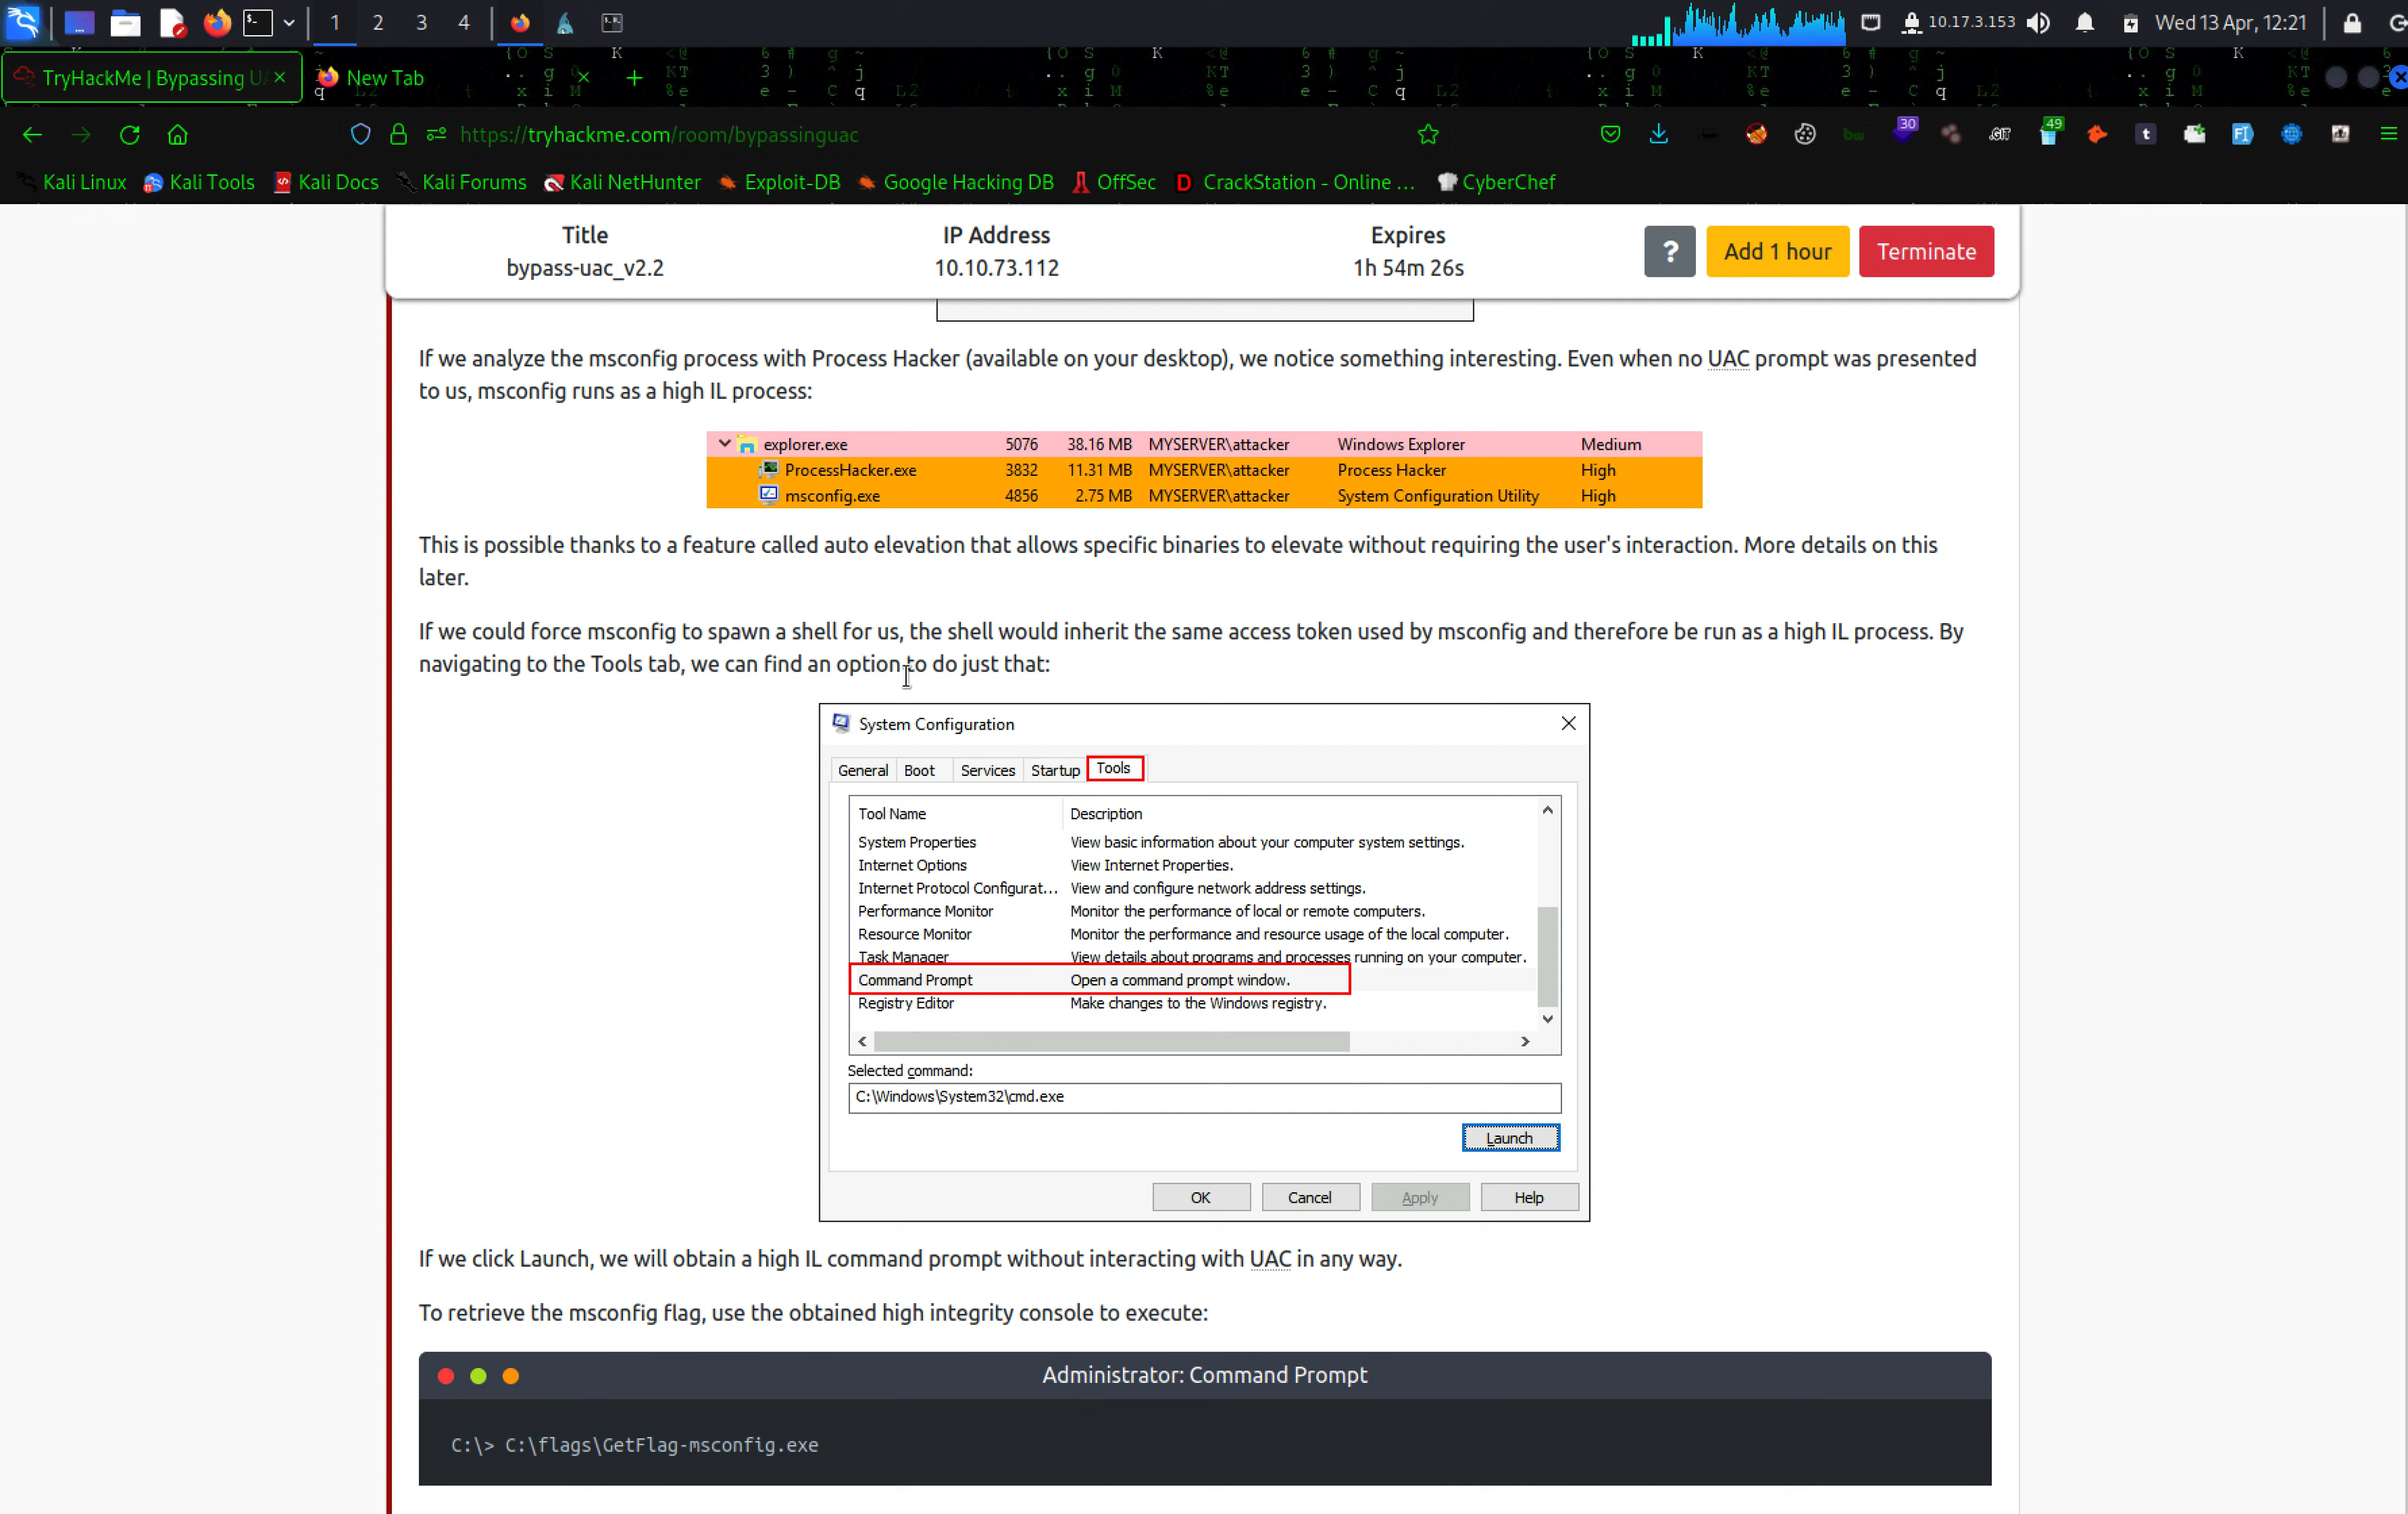 1 2 3 4 10.17.3.153 Wed 13 Apr, 12:21
TryHackMe | Bypassing UA
New Tab
https://tryhackme.com/room/bypassinguac
30
.GIT
49
t
Kali Linux Kali Tools Kali Docs Kali Forums Kali NetHunter Exploit-DB Google Hacking DB OffSec CrackStation - Online ... CyberChef
Title IP Address Expires
bypass-uac_v2.2 10.10.73.112 1h 54m 26s
? Add 1 hour Terminate
If we analyze the msconfig process with Process Hacker (available on your desktop), we notice something interesting. Even when no UAC prompt was presented
to us, msconfig runs as a high IL process:
explorer.exe 5076 38.16 MB MYSERVER\attacker Windows Explorer Medium
ProcessHacker.exe 3832 11.31 MB MYSERVER\attacker Process Hacker High
msconfig.exe 4856 2.75 MB MYSERVER\attacker System Configuration Utility High
This is possible thanks to a feature called auto elevation that allows specific binaries to elevate without requiring the user's interaction. More details on this
later.
If we could force msconfig to spawn a shell for us, the shell would inherit the same access token used by msconfig and therefore be run as a high IL process. By
navigating to the Tools tab, we can find an option to do just that:
System Configuration
General Boot Services Startup Tools
Tool Name Description
System Properties View basic information about your computer system settings.
Internet Options View Internet Properties.
Internet Protocol Configurat... View and configure network address settings.
Performance Monitor Monitor the performance of local or remote computers.
Resource Monitor Monitor the performance and resource usage of the local computer.
Task Manager View details about programs and processes running on your computer.
Command Prompt Open a command prompt window.
Registry Editor Make changes to the Windows registry.
Selected command:
C:\Windows\System32\cmd.exe
Launch
OK Cancel Apply Help
If we click Launch, we will obtain a high IL command prompt without interacting with UAC in any way.
To retrieve the msconfig flag, use the obtained high integrity console to execute:
Administrator: Command Prompt
C:\> C:\flags\GetFlag-msconfig.exe